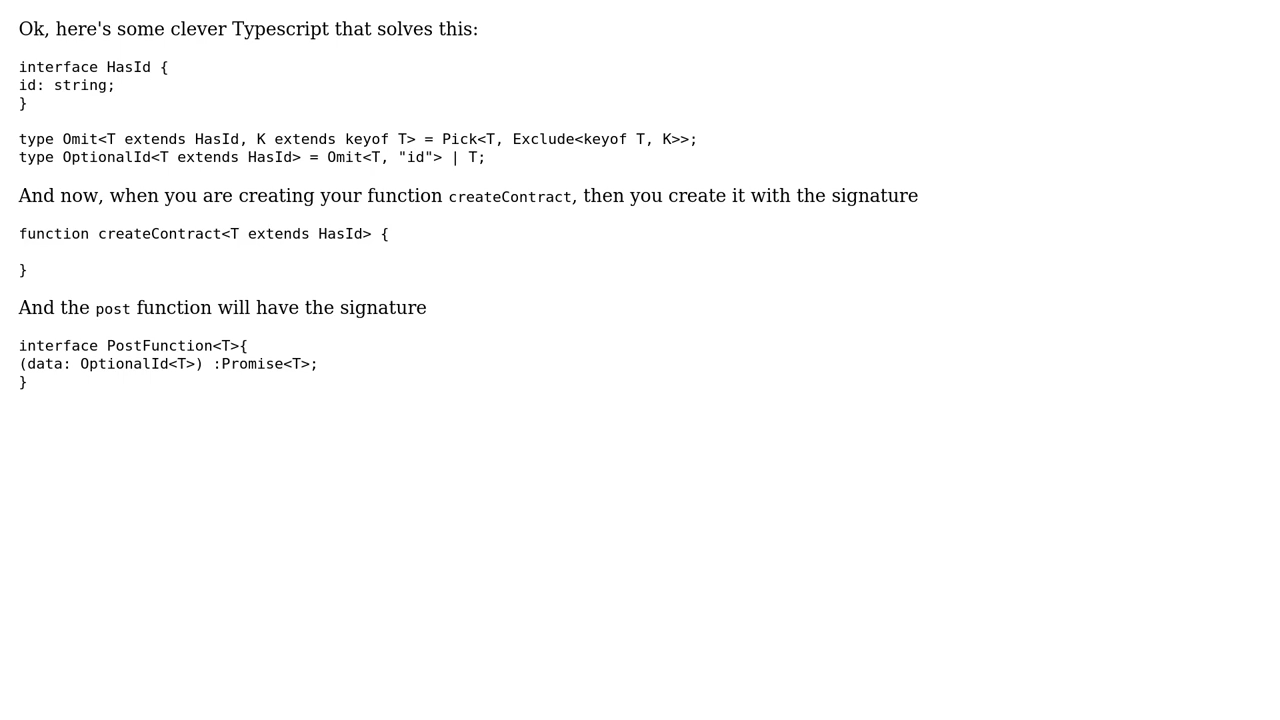 Ok, here's some clever Typescript that solves this:
interface HasId {
id: string;
}
type Omit<T extends HasId, K extends keyof T> = Pick<T, Exclude<keyof T, K>>;
type OptionalId<T extends HasId> = Omit<T, "id"> | T;
And now, when you are creating your function createContract, then you create it with the signature
function createContract<T extends HasId> {
}
And the post function will have the signature
interface PostFunction<T>{
(data: OptionalId<T>) :Promise<T>;
}